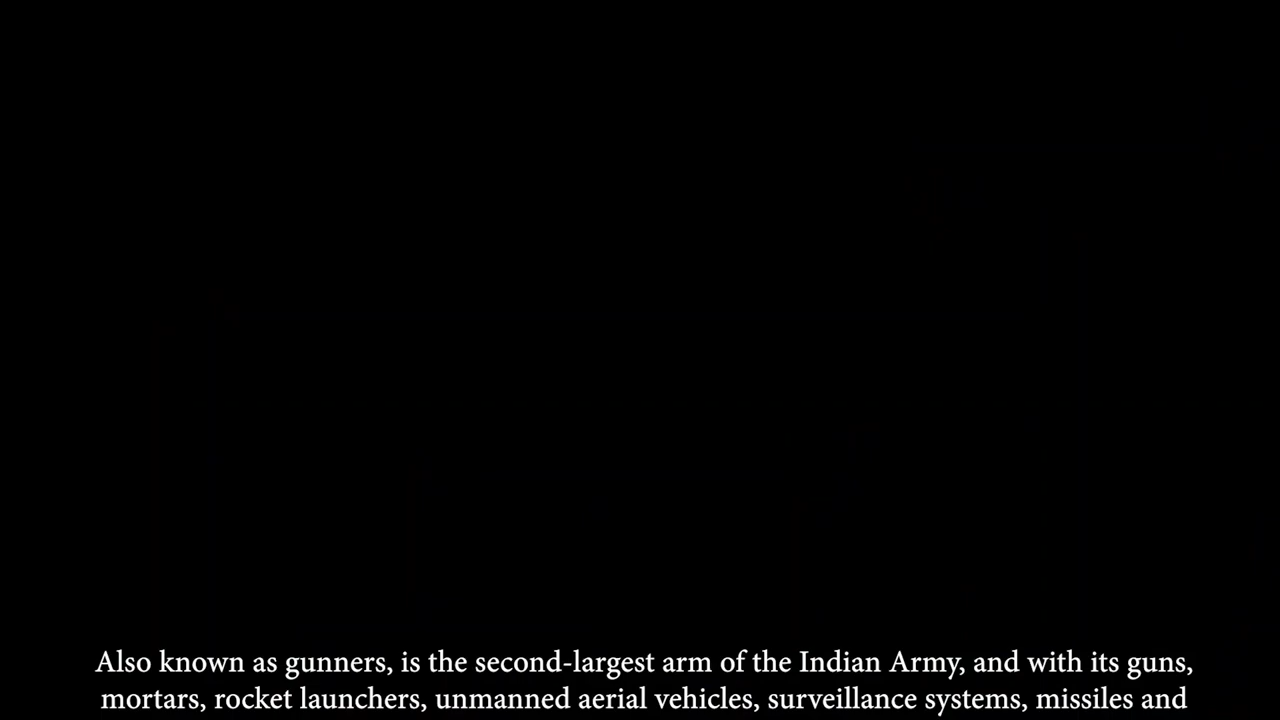 Also known as gunners, is the second-largest arm of the Indian Army, and with its guns,
mortars, rocket launchers, unmanned aerial vehicles, surveillance systems, missiles and